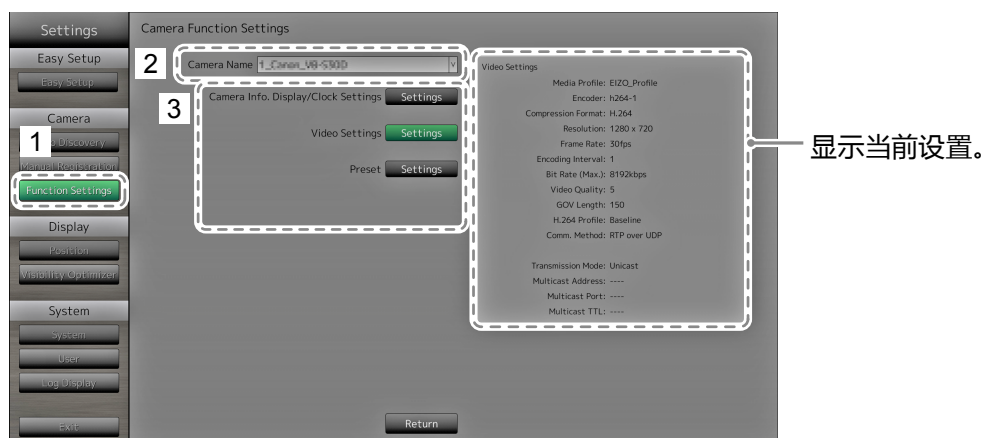 Settings
Camera Function Settings
Easy Setup
Easy Setup
Camera
Discovery
Manual Registration
Function Settings
Display
Position
Visibility Optimizer
System
System
User
Log Display
Exit
1
2
Camera Name 1_Canon_VB-S30D
3
Camera Info. Display/Clock Settings Settings
Video Settings Settings
Preset Settings
Video Settings
Media Profile: EIZO_Profile
Encoder: h264-1
Compression Format: H.264
Resolution: 1280 x 720
Frame Rate: 30fps
Encoding Interval: 1
Bit Rate (Max.): 8192kbps
Video Quality: 5
GOV Length: 150
H.264 Profile: Baseline
Comm. Method: RTP over UDP
Transmission Mode: Unicast
Multicast Address: ----
Multicast Port: ----
Multicast TTL: ----
Return
显示当前设置。